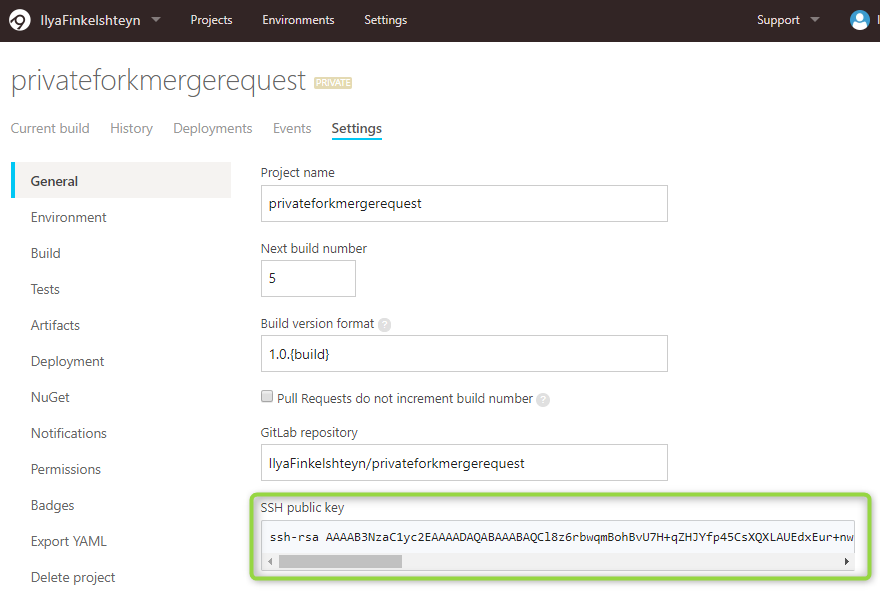 IlyaFinkelshteyn Projects Environments Settings Support
privateforkmergerequest PRIVATE
Current build History Deployments Events Settings
General
Environment
Build
Tests
Artifacts
Deployment
NuGet
Notifications
Permissions
Badges
Export YAML
Delete project
Project name
privateforkmergerequest
Next build number
5
Build version format ?
1.0.{build}
Pull Requests do not increment build number ?
GitLab repository
IlyaFinkelshteyn/privateforkmergerequest
SSH public key
ssh-rsa AAAAB3NzaC1yc2EAAAADAQABAAABAQCl8z6rbwqmBohBvU7H+qZHJYfp45CsXQXLAUEdxEur+nw